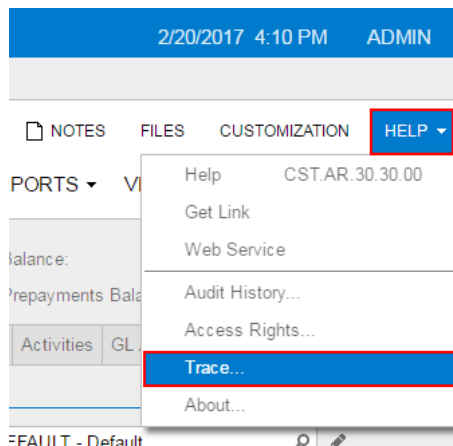 2/20/2017 4:10 PM ADMIN
NOTES FILES CUSTOMIZATION HELP
PORTS
Help CST.AR.30.30.00
Get Link
Balance:
Web Service
Prepayments
Audit History...
Activities GL
Access Rights...
Trace...
About...
EFAULT - Default